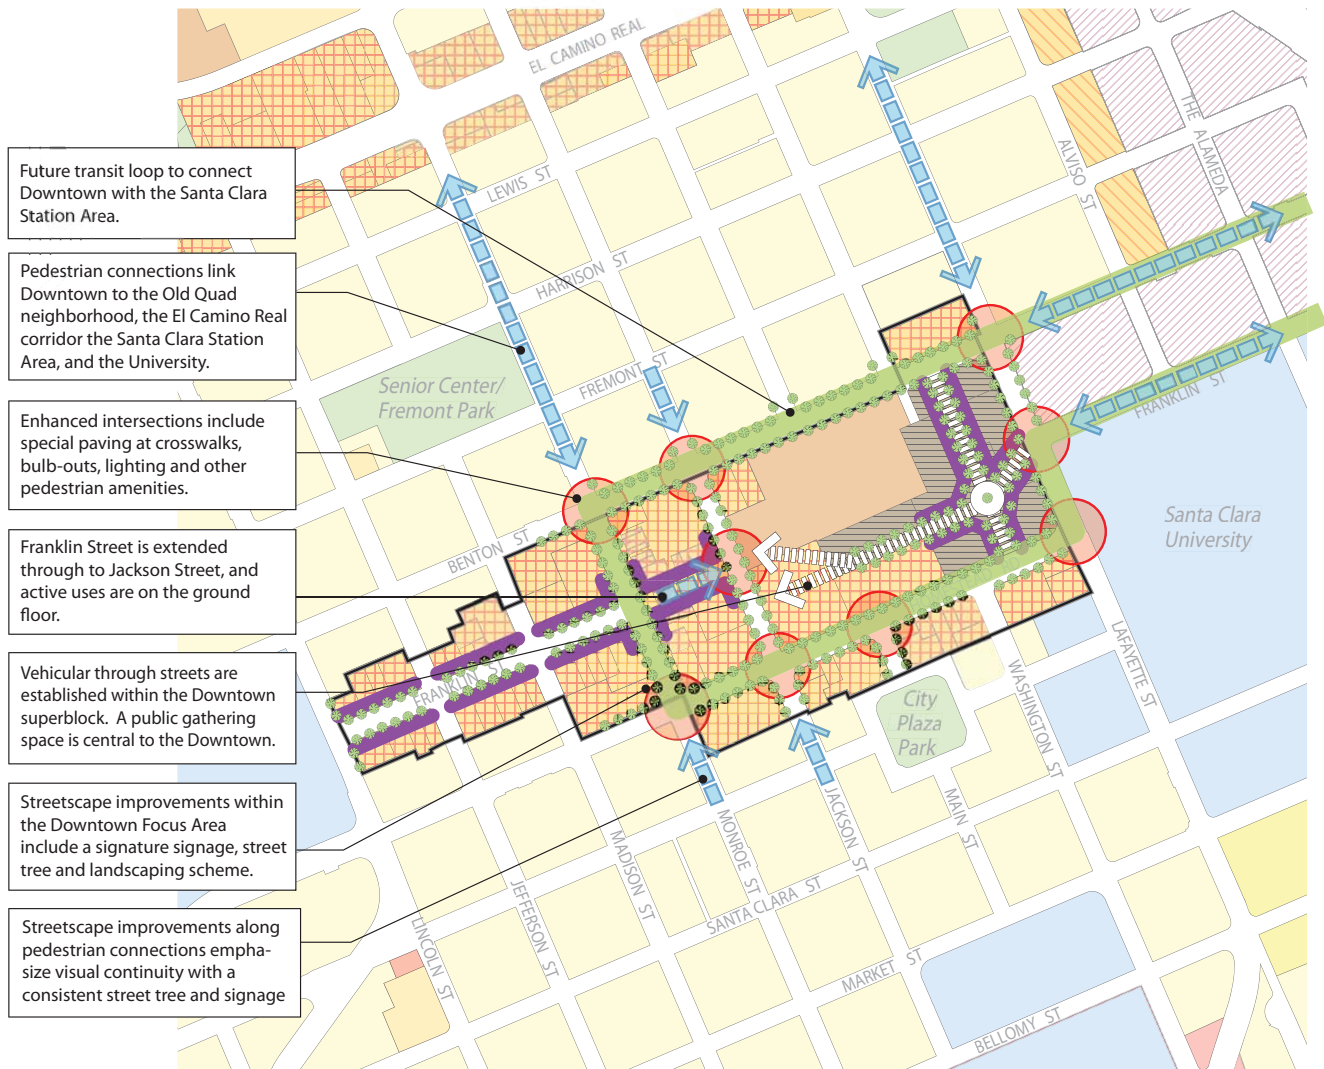 Future transit loop to connect
Downtown with the Santa Clara
Station Area.
Pedestrian connections link
Downtown to the Old Quad
neighborhood, the El Camino Real
corridor the Santa Clara Station
Area, and the University.
Enhanced intersections include
special paving at crosswalks,
bulb-outs, lighting and other
pedestrian amenities.
Franklin Street is extended
through to Jackson Street, and
active uses are on the ground
floor.
Vehicular through streets are
established within the Downtown
superblock.  A public gathering
space is central to the Downtown.
Streetscape improvements within
the Downtown Focus Area
include a signature signage, street
tree and landscaping scheme.
Streetscape improvements along
pedestrian connections empha-
size visual continuity with a
consistent street tree and signage
EL CAMINO REAL
LEWIS ST
HARRISON ST
FREMONT ST
BENTON ST
FRANKLIN ST
Senior Center/
Fremont Park
ALVISO ST
THE ALAMEDA
FRANKLIN ST
Santa Clara
University
LAFAYETTE ST
WASHINGTON ST
City
Plaza
Park
MAIN ST
JACKSON ST
MONROE ST
MADISON ST
JEFFERSON ST
LINCOLN ST
SANTA CLARA ST
MARKET ST
BELLOMY ST